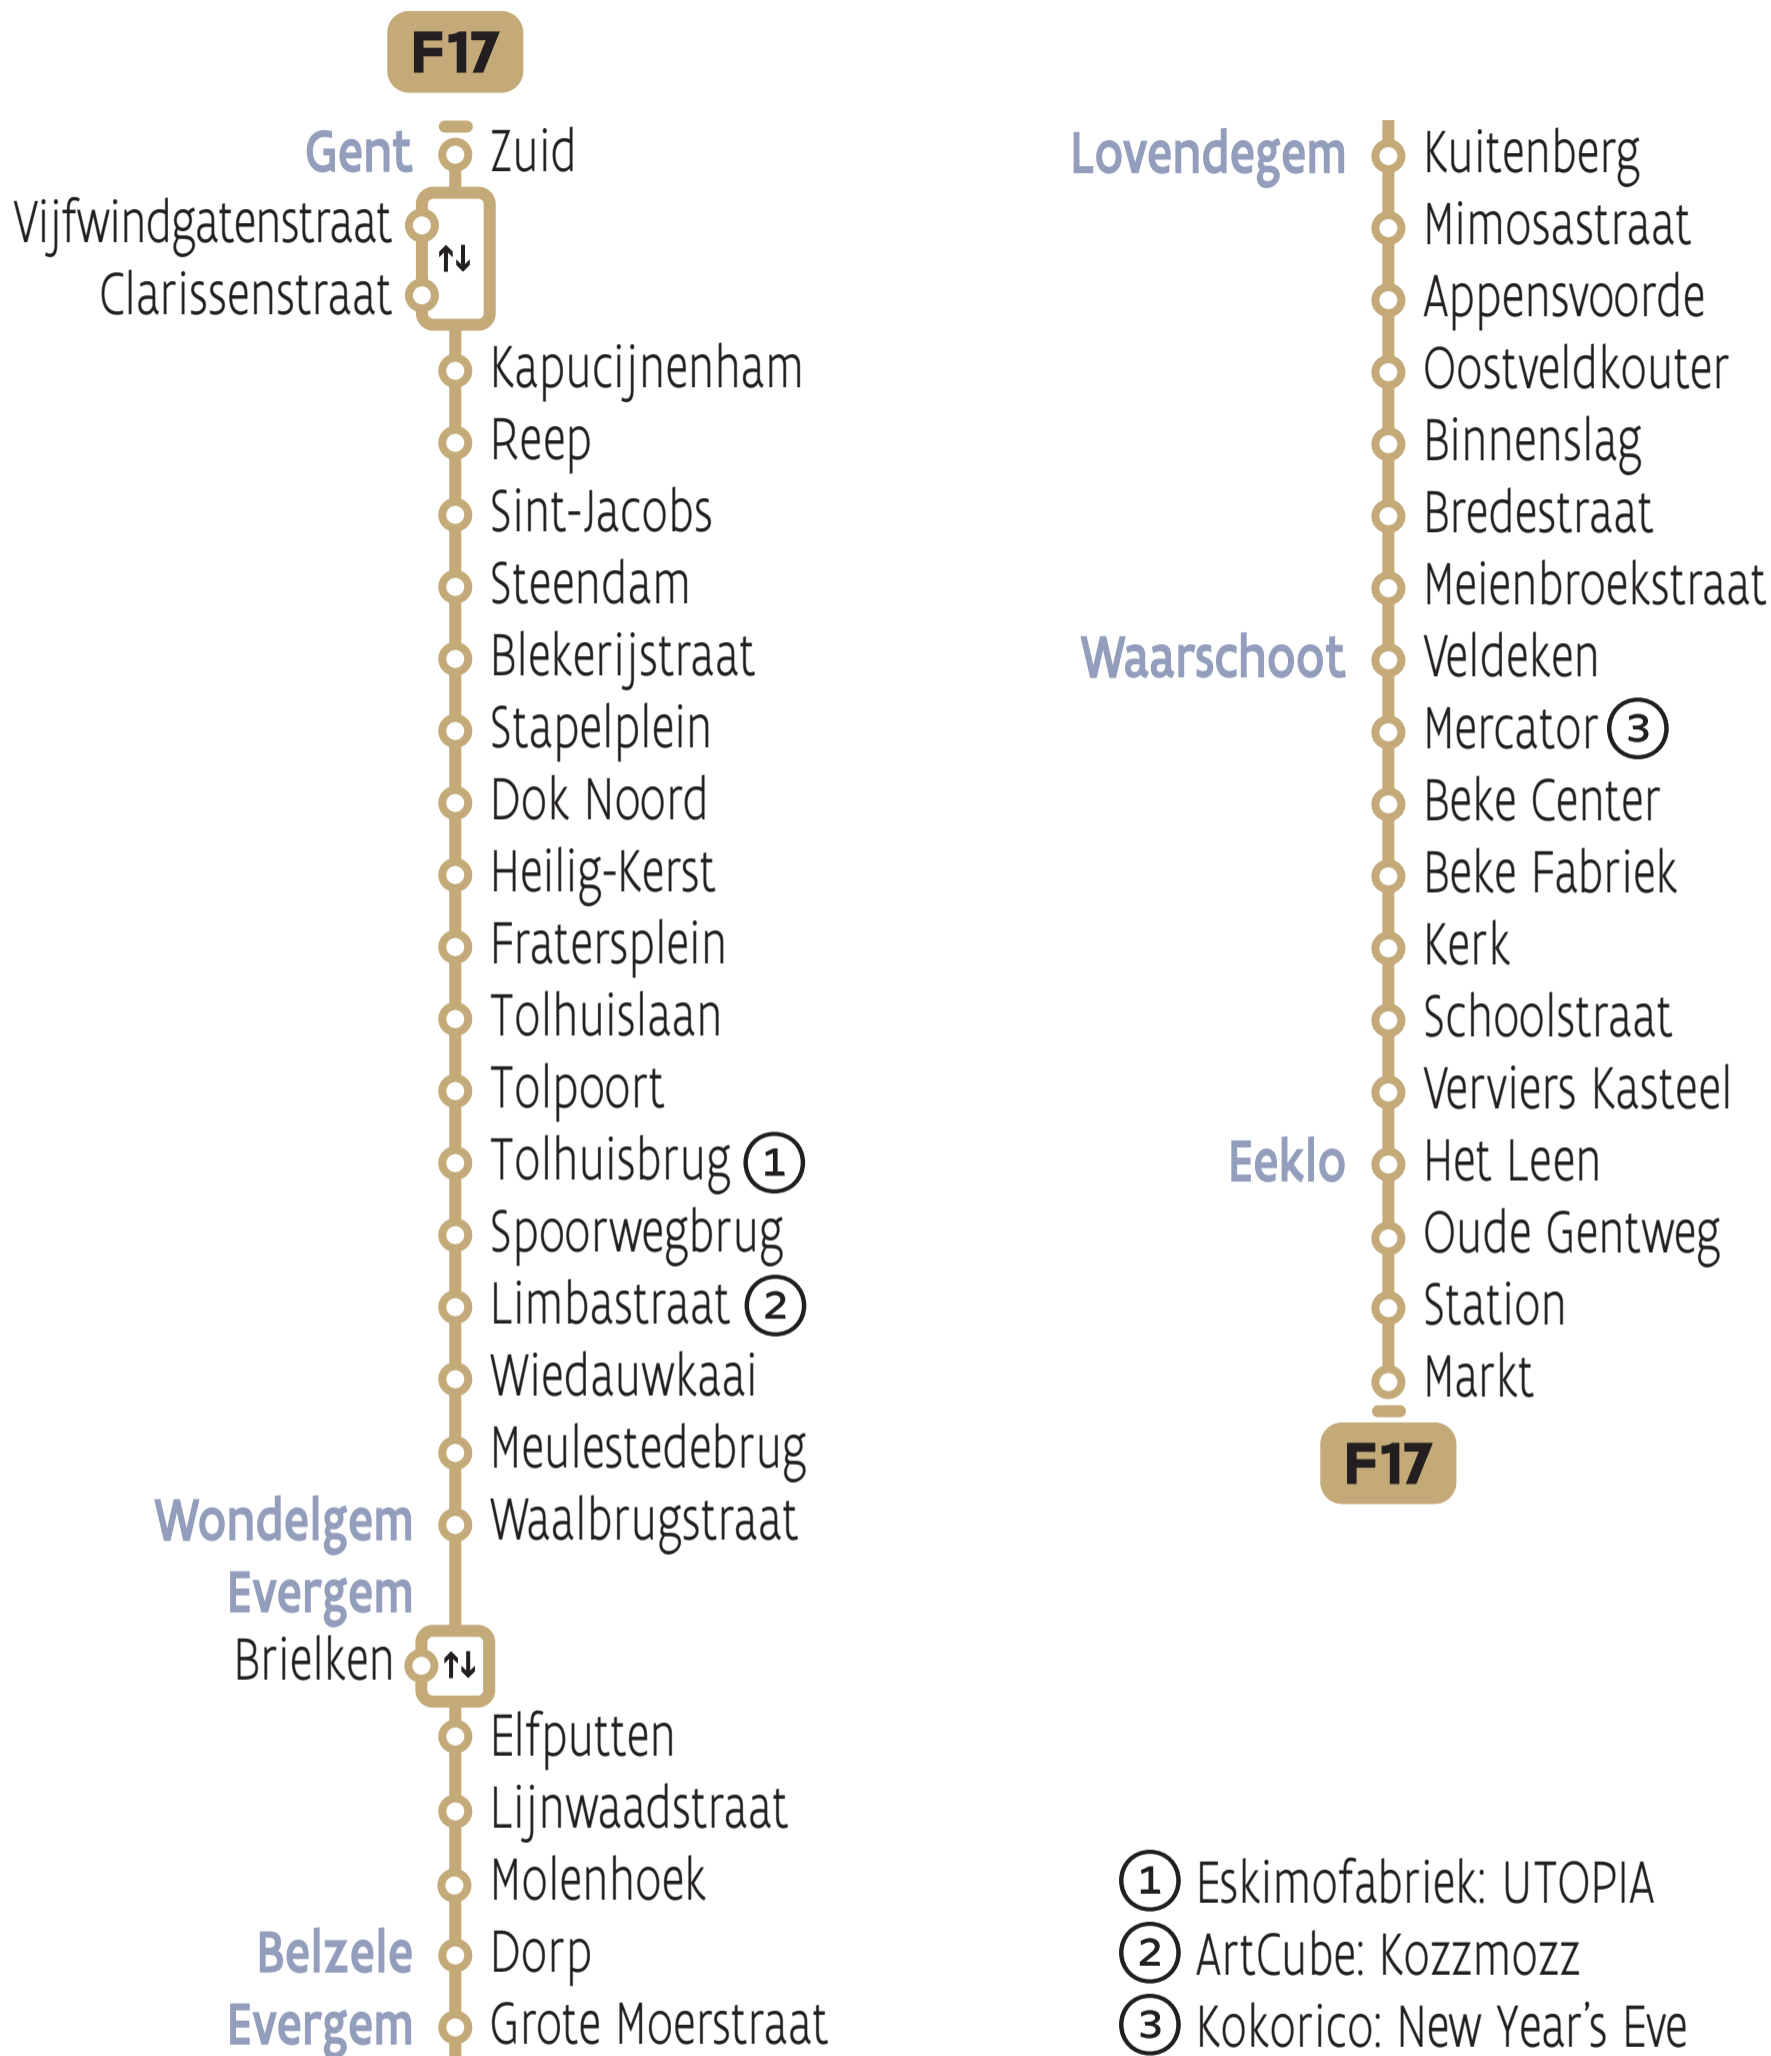 F17
Gent Zuid
Vijfwindgatenstraat
↑↓
Clarissenstraat
Kapucijnenham
Reep
Sint-Jacobs
Steendam
Blekerijstraat
Stapelplein
Dok Noord
Heilig-Kerst
Fratersplein
Tolhuislaan
Tolpoort
Tolhuisbrug 1
Spoorwegbrug
Limbastraat 2
Wiedauwkaai
Meulestedebrug
Wondelgem Waalbrugstraat
Evergem
Brielken ↑↓
Elfputten
Lijnwaadstraat
Molenhoek
Belzele Dorp
Evergem Grote Moerstraat
Lovendegem Kuitenberg
Mimosastraat
Appensvoorde
Oostveldkouter
Binnenslag
Bredestraat
Meienbroekstraat
Waarschoot Veldeken
Mercator 3
Beke Center
Beke Fabriek
Kerk
Schoolstraat
Verviers Kasteel
Eeklo Het Leen
Oude Gentweg
Station
Markt
F17
1 Eskimofabriek: UTOPIA
2 ArtCube: Kozzmozz
3 Kokorico: New Year's Eve